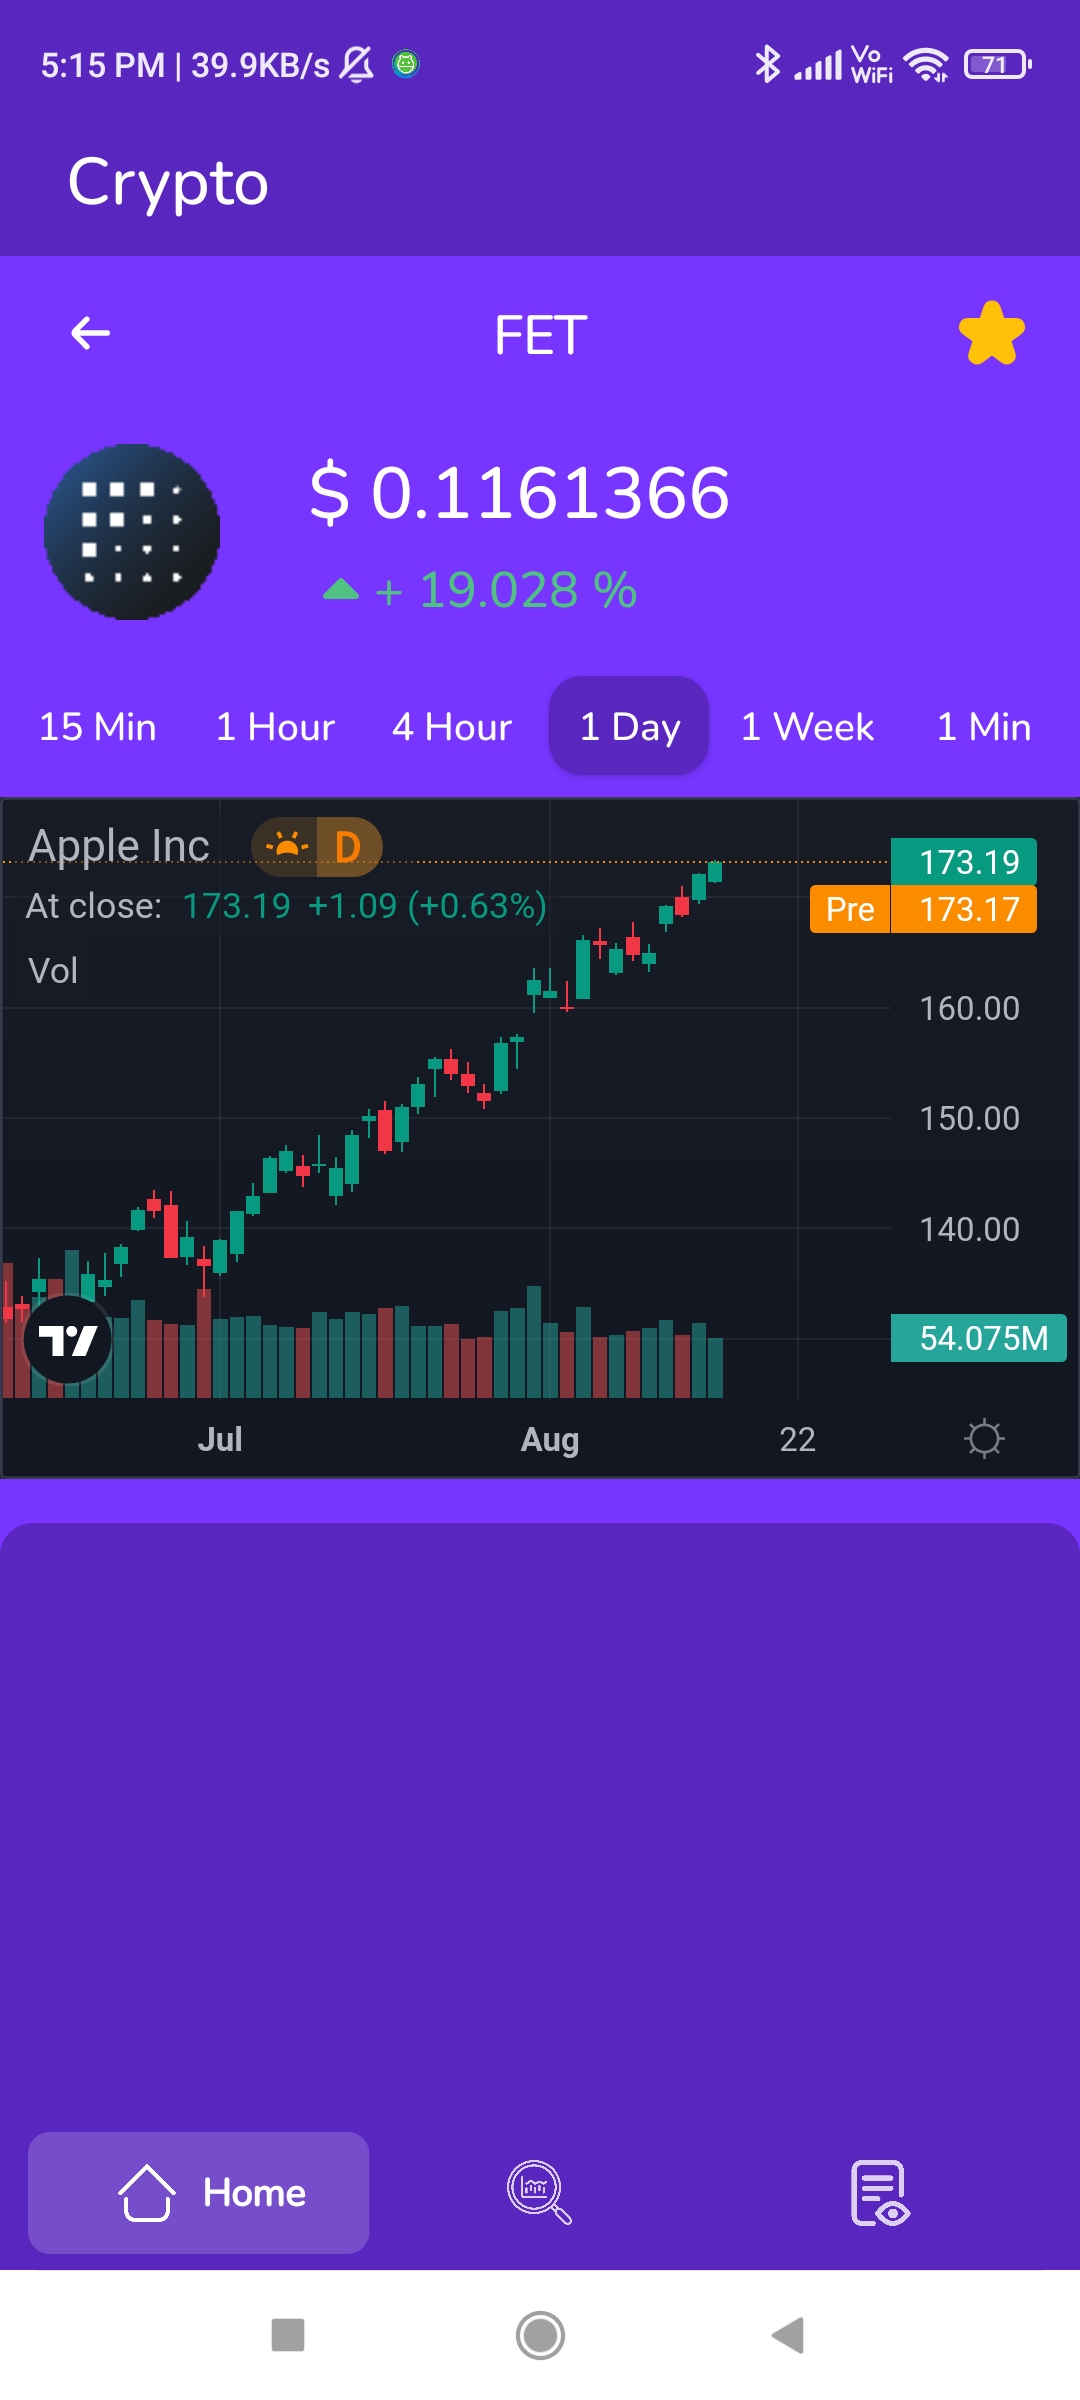 5:15 PM | 39.9KB/s Vo WiFi 71
Crypto
FET
$ 0.1161366
+ 19.028 %
15 Min 1 Hour 4 Hour 1 Day 1 Week 1 Min
Apple Inc D 173.19
At close: 173.19 +1.09 (+0.63%) Pre 173.17
Vol
160.00
150.00
140.00
54.075M
Jul Aug 22
Home